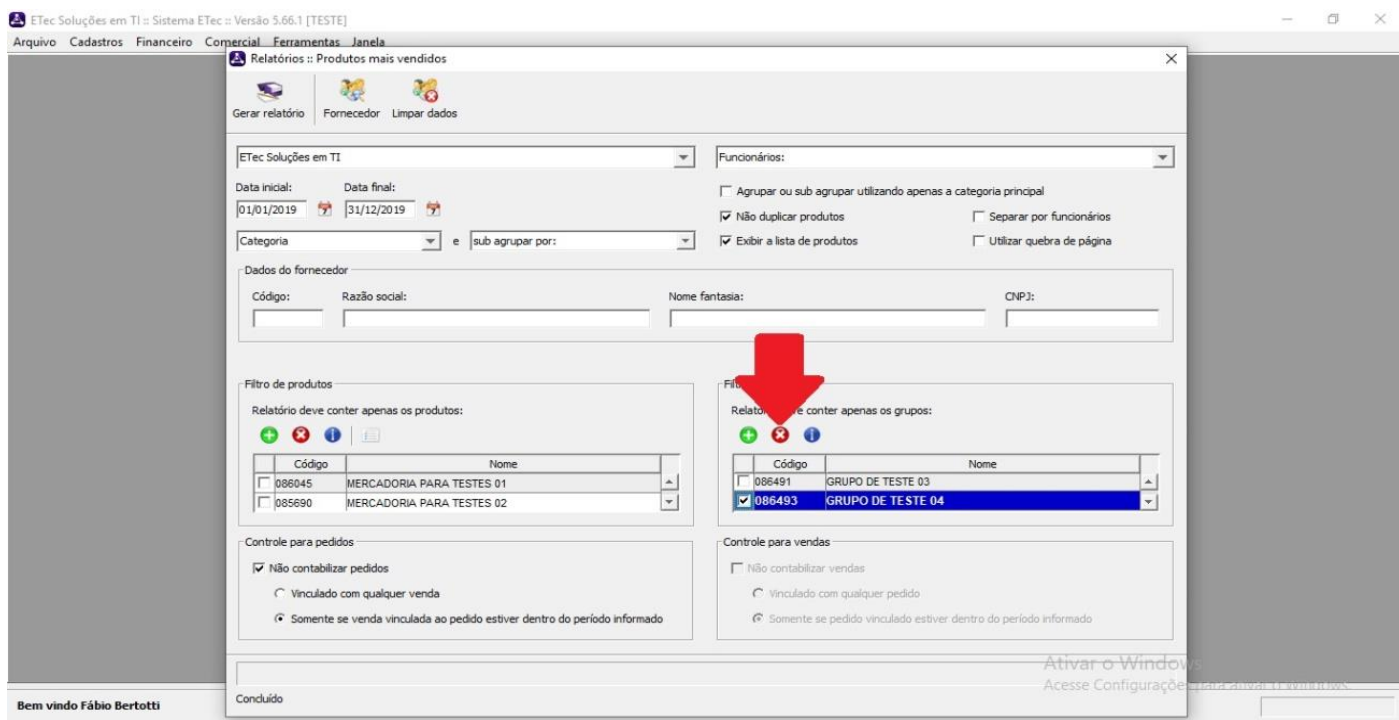 ETec Soluções em TI :: Sistema ETec :: Versão 5.66.1 [TESTE]
Arquivo Cadastros Financeiro Comercial Ferramentas Janela
Relatórios :: Produtos mais vendidos
Gerar relatório Fornecedor Limpar dados
ETec Soluções em TI Funcionários:
Data inicial: Data final:
Agrupar ou sub agrupar utilizando apenas a categoria principal
01/01/2019 31/12/2019
Não duplicar produtos Separar por funcionários
Categoria e sub agrupar por: Exibir a lista de produtos Utilizar quebra de página
Dados do fornecedor
Código: Razão social: Nome fantasia: CNPJ:
Filtro de produtos Filt
Relatório deve conter apenas os produtos: Relatór e conter apenas os grupos:
Código Nome Código Nome
086045 MERCADORIA PARA TESTES 01 086491 GRUPO DE TESTE 03
085690 MERCADORIA PARA TESTES 02 086493 GRUPO DE TESTE 04
Controle para pedidos Controle para vendas
Não contabilizar pedidos Não contabilizar vendas
Vinculado com qualquer venda Vinculado com qualquer pedido
Somente se venda vinculada ao pedido estiver dentro do período informado Somente se pedido vinculado estiver dentro do período informado
Ativar o Windows
Acesse Configurações para ativar o Windows.
Concluído
Bem vindo Fábio Bertotti